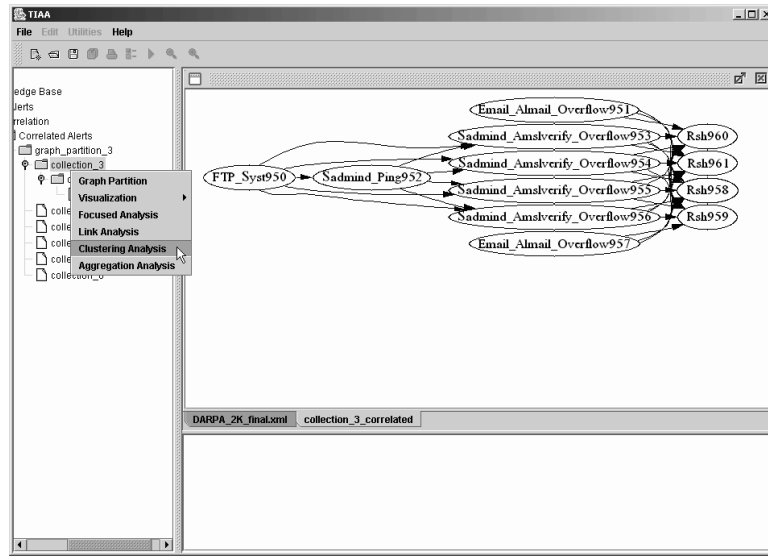 TIAA
File Edit Utilities Help
edge Base
lerts
rrelation
Correlated Alerts
graph_partition_3
collection_3
Graph Partition
Visualization
Focused Analysis
Link Analysis
Clustering Analysis
Aggregation Analysis
c
colle
colle
colle
colle
collection_6
Email_Almail_Overflow951
Sadmind_Amslverify_Overflow953
Rsh960
Sadmind_Amslverify_Overflow954
Rsh961
FTP_Syst950
Sadmind_Ping952
Sadmind_Amslverify_Overflow955
Rsh958
Sadmind_Amslverify_Overflow956
Rsh959
Email_Almail_Overflow957
DARPA_2K_final.xml
collection_3_correlated